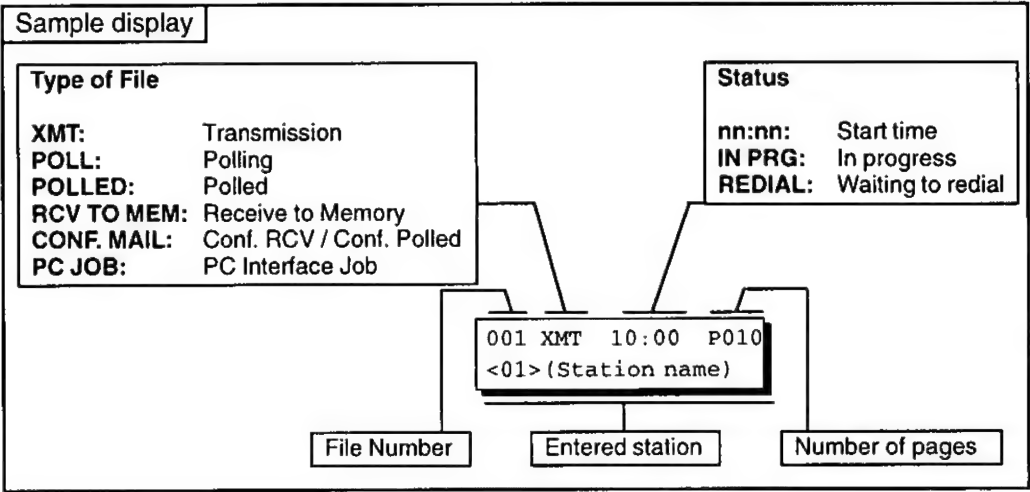 Sample display
Type of File
XMT: Transmission
POLL: Polling
POLLED: Polled
RCV TO MEM: Receive to Memory
CONF. MAIL: Conf. RCV / Conf. Polled
PC JOB: PC Interface Job
Status
nn:nn: Start time
IN PRG: In progress
REDIAL: Waiting to redial
001 XMT 10:00 P010
<01>(Station name)
File Number
Entered station
Number of pages